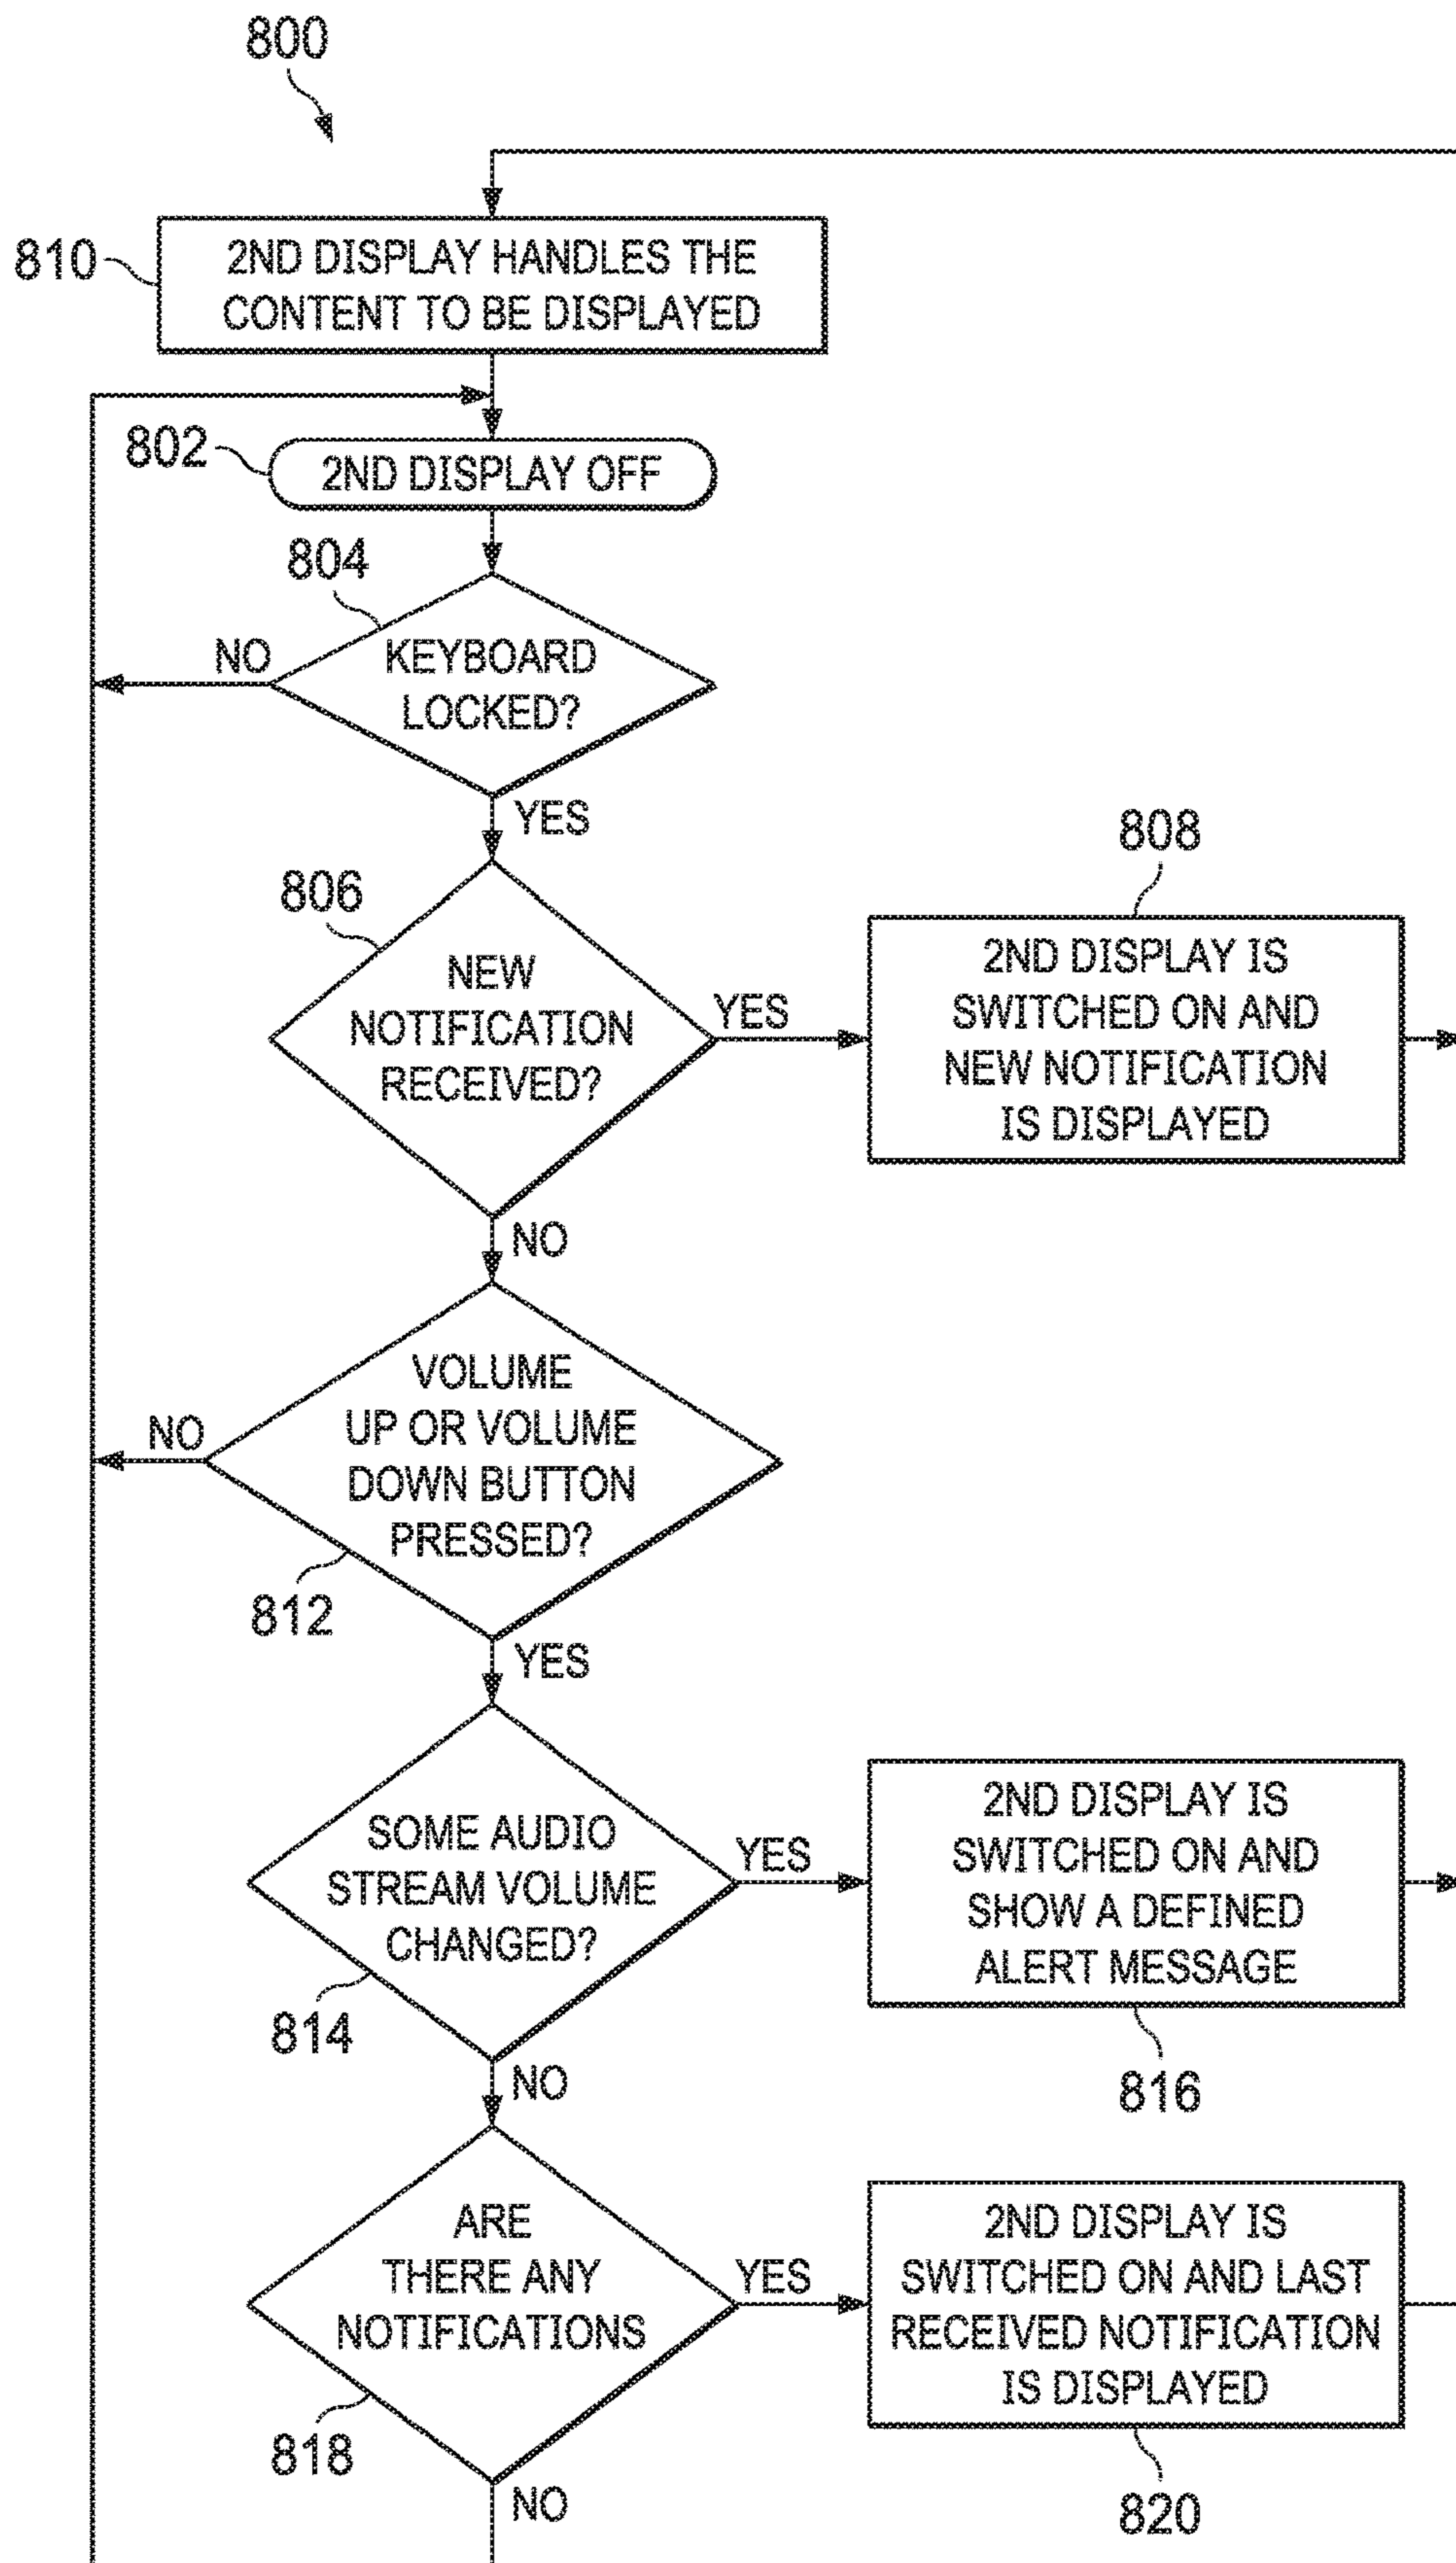 800
810
2ND DISPLAY HANDLES THE
CONTENT TO BE DISPLAYED
802
2ND DISPLAY OFF
804
KEYBOARD
LOCKED?
NO
YES
806
NEW
NOTIFICATION
RECEIVED?
YES
808
2ND DISPLAY IS
SWITCHED ON AND
NEW NOTIFICATION
IS DISPLAYED
NO
VOLUME
UP OR VOLUME
DOWN BUTTON
PRESSED?
NO
812
YES
SOME AUDIO
STREAM VOLUME
CHANGED?
814
YES
2ND DISPLAY IS
SWITCHED ON AND
SHOW A DEFINED
ALERT MESSAGE
816
NO
ARE
THERE ANY
NOTIFICATIONS
818
YES
2ND DISPLAY IS
SWITCHED ON AND LAST
RECEIVED NOTIFICATION
IS DISPLAYED
820
NO